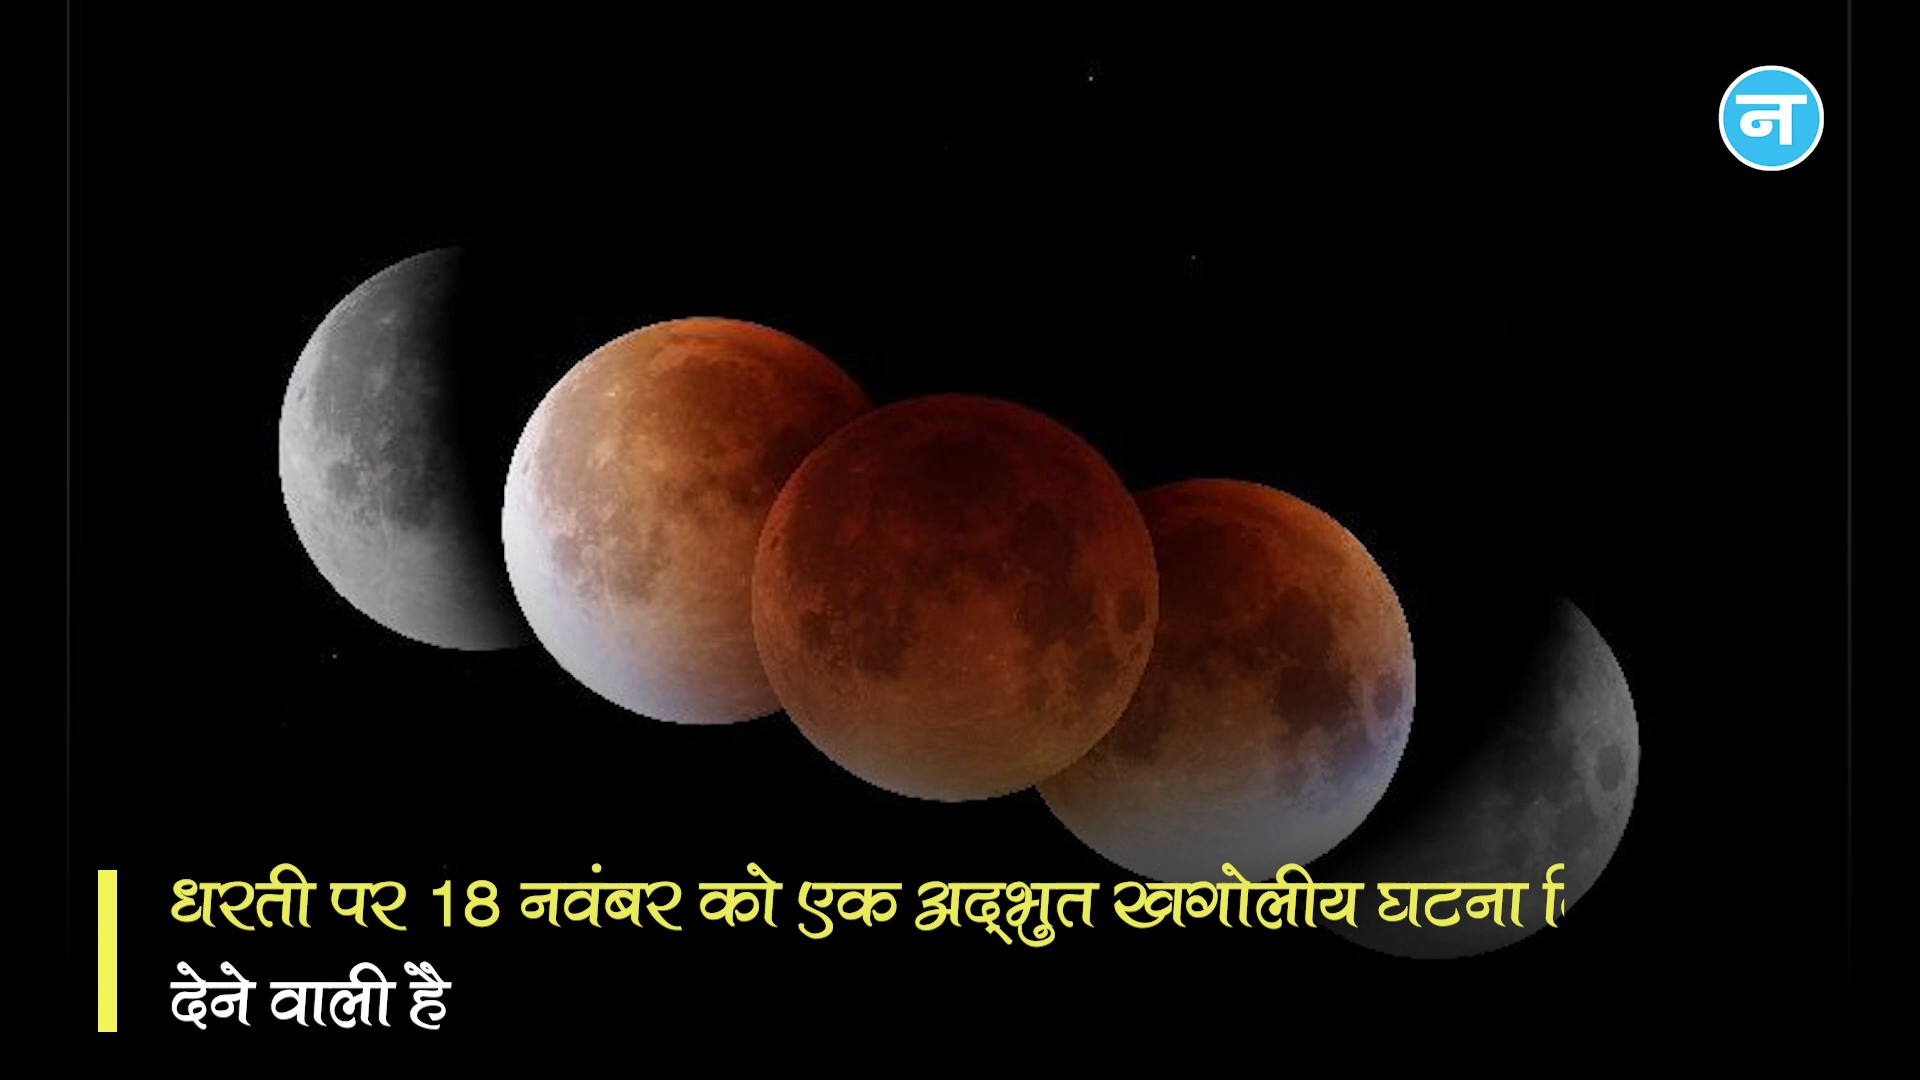 न
धरती पर 18 नवंबर को एक अद्भुत खगोलीय घटना
देने वाली है